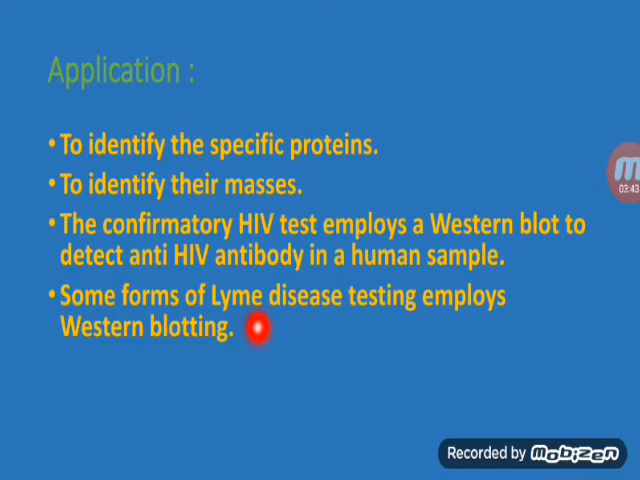 Application :
•To identify the specific proteins.
•To identify their masses.
•The confirmatory HIV test employs a Western blot to
detect anti HIV antibody in a human sample.
•Some forms of Lyme disease testing employs
Western blotting.
03:43
Recorded by Mobizen